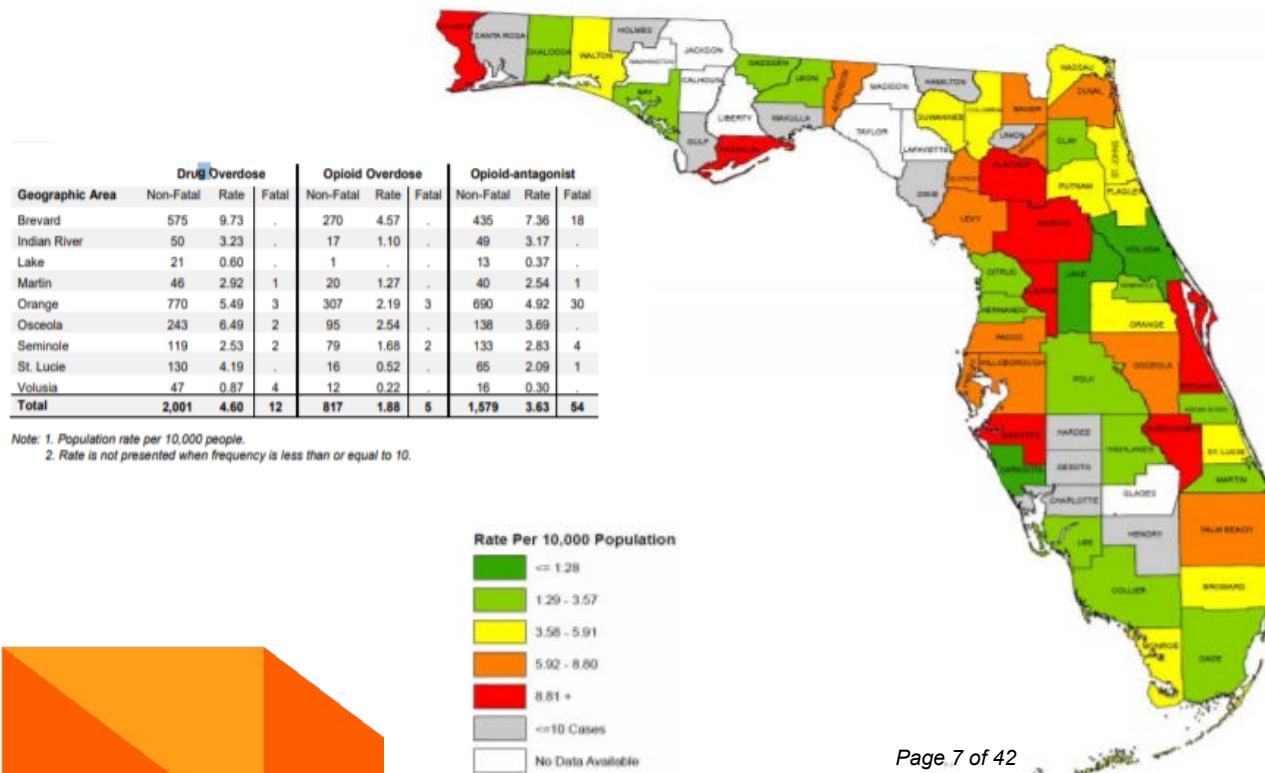 Drug Overdose Opioid Overdose Opioid-antagonist
Geographic Area Non-Fatal Rate Fatal Non-Fatal Rate Fatal Non-Fatal Rate Fatal
Brevard 575 9.73 . 270 4.57 . 435 7.36 18
Indian River 50 3.23 . 17 1.10 . 49 3.17 .
Lake 21 0.60 . 1 . . 13 0.37 .
Martin 46 2.92 1 20 1.27 . 40 2.54 1
Orange 770 5.49 3 307 2.19 3 690 4.92 30
Osceola 243 6.49 2 95 2.54 . 138 3.69 .
Seminole 119 2.53 2 79 1.68 2 133 2.83 4
St. Lucie 130 4.19 . 16 0.52 . 65 2.09 1
Volusia 47 0.87 4 12 0.22 . 16 0.30 .
Total 2,001 4.60 12 817 1.88 5 1,579 3.63 54
Note: 1. Population rate per 10,000 people.
2. Rate is not presented when frequency is less than or equal to 10.
SANTA ROSA
OKALOOSA
WALTON
HOLMES
WASHINGTON
JACKSON
BAY
CALHOUN
GULF
LIBERTY
GADSDEN
LEON
WAKULLA
FRANKLIN
JEFFERSON
MADISON
TAYLOR
HAMILTON
SUWANNEE
LAFAYETTE
DIXIE
COLUMBIA
BAKER
NASSAU
DUVAL
UNION
CLAY
ALACHUA
PUTNAM
FLAGLER
LEVY
MARION
VOLUSIA
CITRUS
LAKE
SEMINOLE
HERNANDO
ORANGE
PASCO
HILLSBOROUGH
POLK
OSCEOLA
BREVARD
INDIAN RIVER
MANATEE
HARDEE
HIGHLANDS
ST. LUCIE
SARASOTA
DESOTO
MARTIN
CHARLOTTE
GLADES
LEE
HENDRY
PALM BEACH
COLLIER
BROWARD
MONROE
DADE
Rate Per 10,000 Population
<= 1.28
1.29 - 3.57
3.58 - 5.91
5.92 - 8.80
8.81 +
<=10 Cases
No Data Available
Page 7 of 42